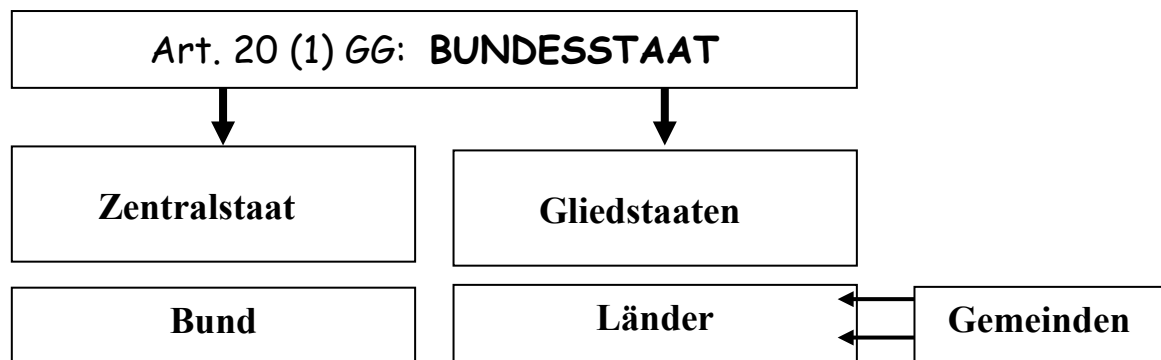 Art. 20 (1) GG: BUNDESSTAAT
Zentralstaat
Gliedstaaten
Bund
Länder
Gemeinden